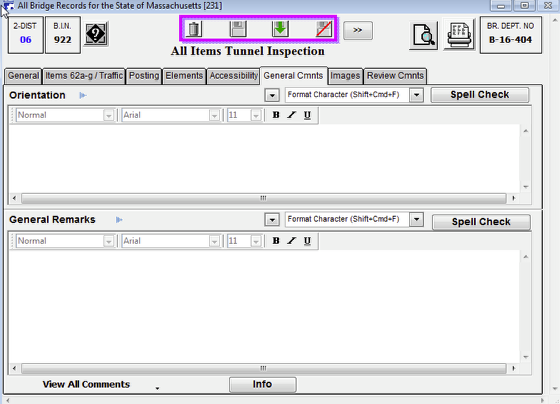 All Bridge Records for the State of Massachusetts [231]
2-DIST B.I.N. >> BR. DEPT. NO
06 922 ? B-16-404
All Items Tunnel Inspection
General Items 62a-g / Traffic Posting Elements Accessibility General Cmnts Images Review Cmnts
Orientation Format Character (Shift+Cmd+F) Spell Check
Normal Arial 11 B I U
General Remarks Format Character (Shift+Cmd+F) Spell Check
Normal Arial 11 B I U
View All Comments Info